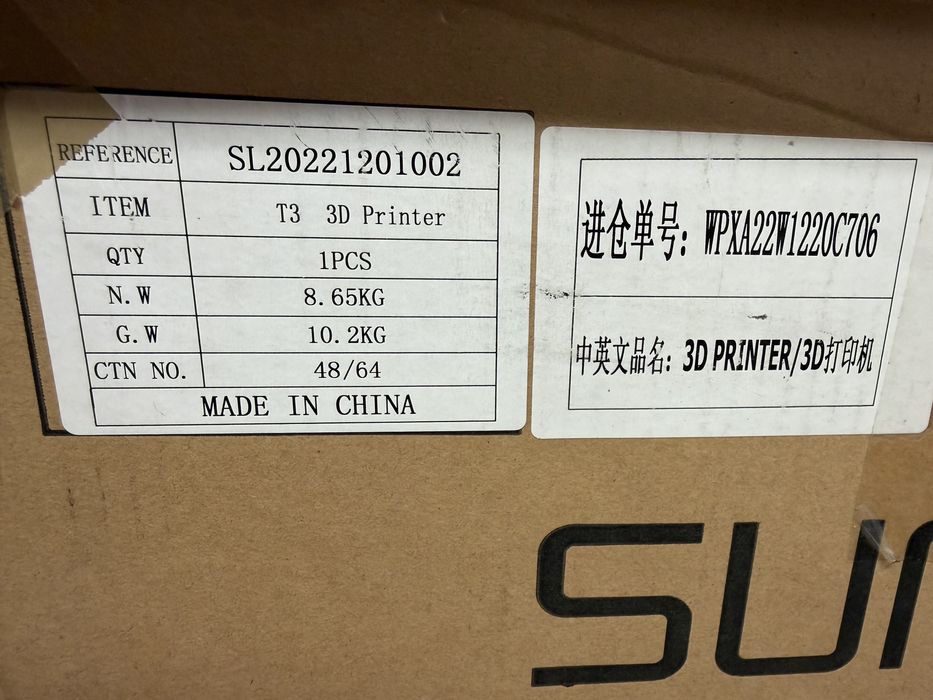 REFERENCE SL20221201002
ITEM T3 3D Printer
QTY 1PCS
N.W 8.65KG
G.W 10.2KG
CTN NO. 48/64
MADE IN CHINA
进仓单号: WPXA22W1220C706
中英文品名: 3D PRINTER/3D打印机
SU